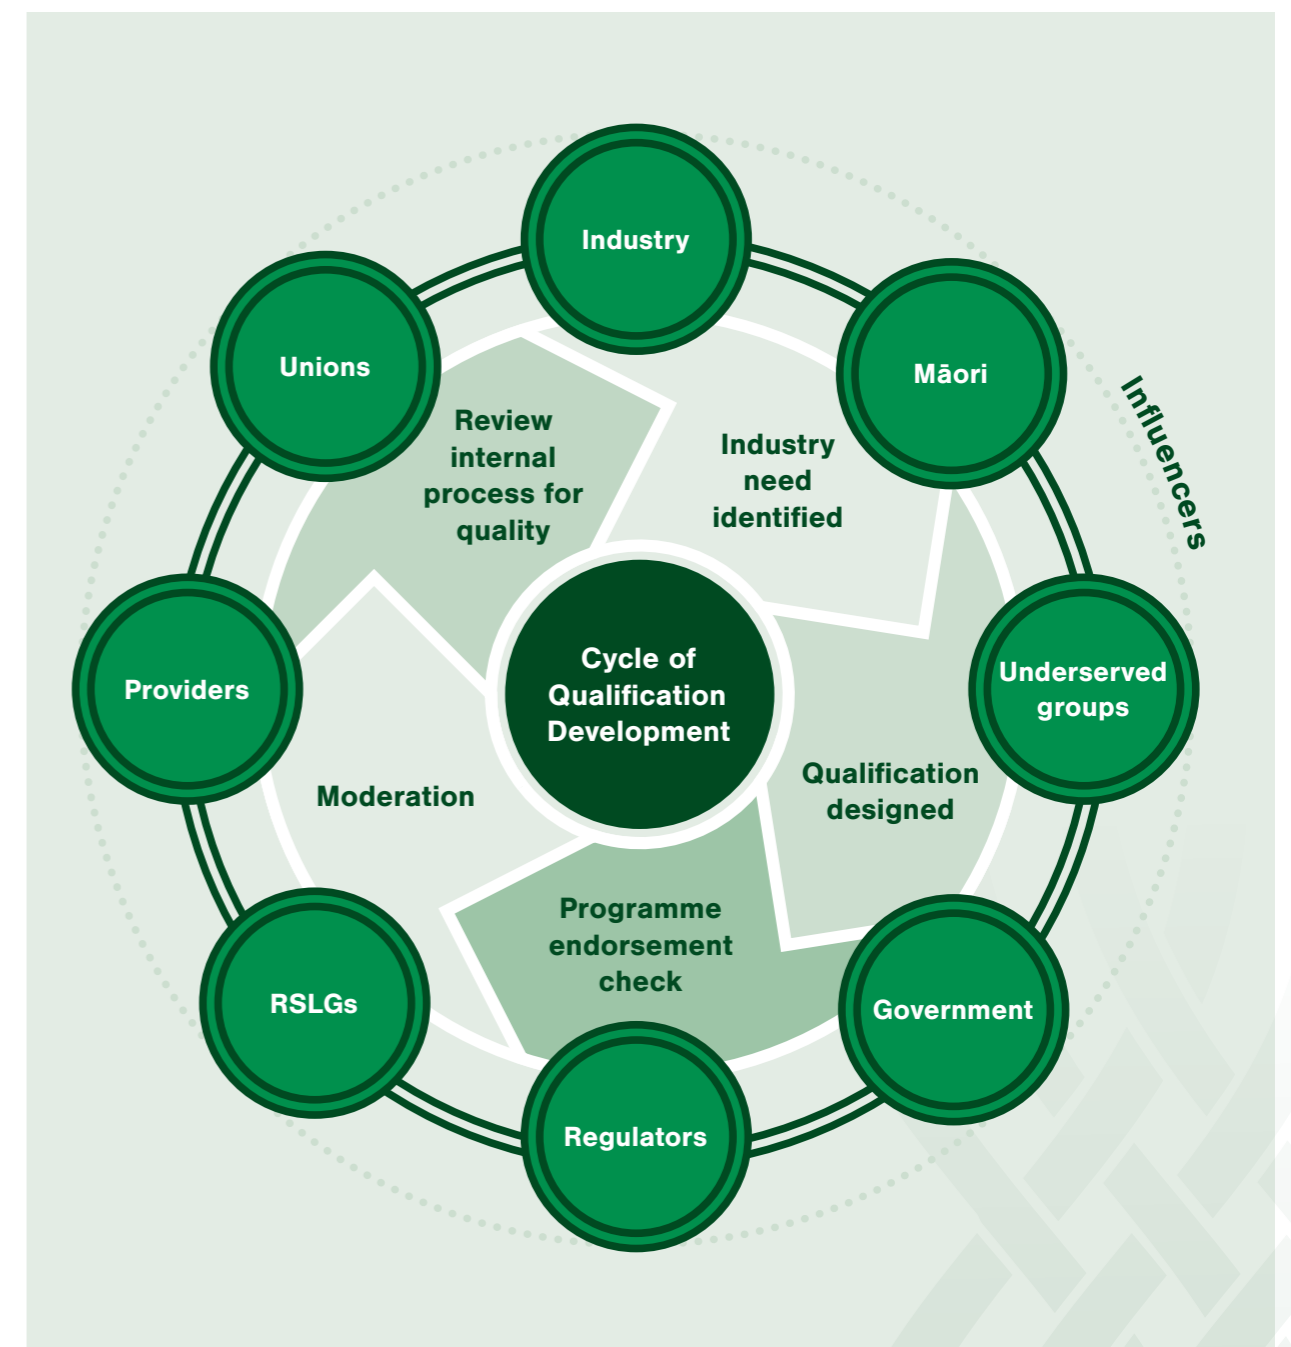 Industry
Māori
Influencers
Underserved
groups
Government
Regulators
RSLGs
Providers
Unions
Industry
need
identified
Qualification
designed
Programme
endorsement
check
Moderation
Review
internal
process for
quality
Cycle of
Qualification
Development